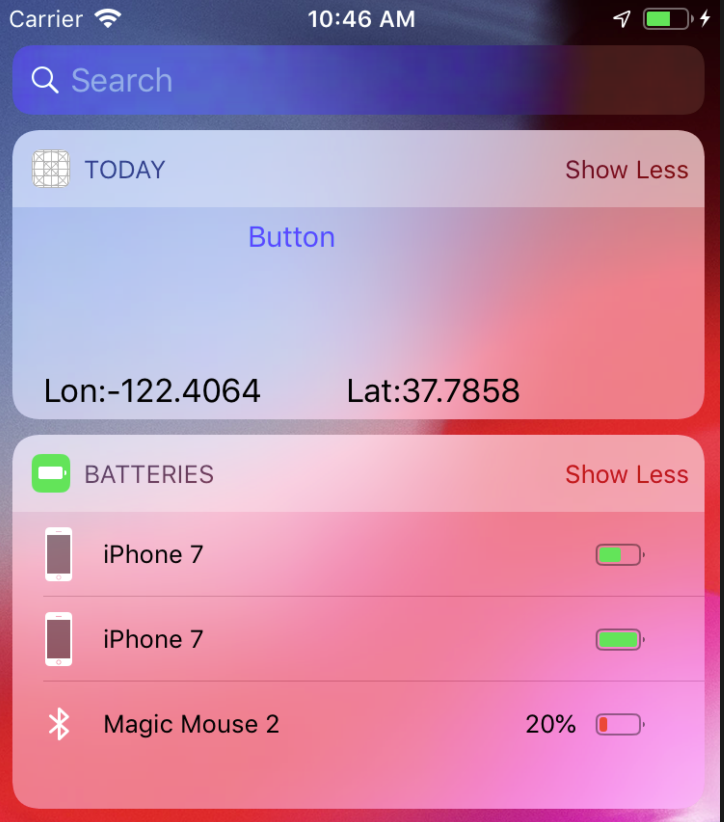 Carrier 10:46 AM
Search
TODAY Show Less
Button
Lon:-122.4064 Lat:37.7858
BATTERIES Show Less
iPhone 7
iPhone 7
Magic Mouse 2 20%